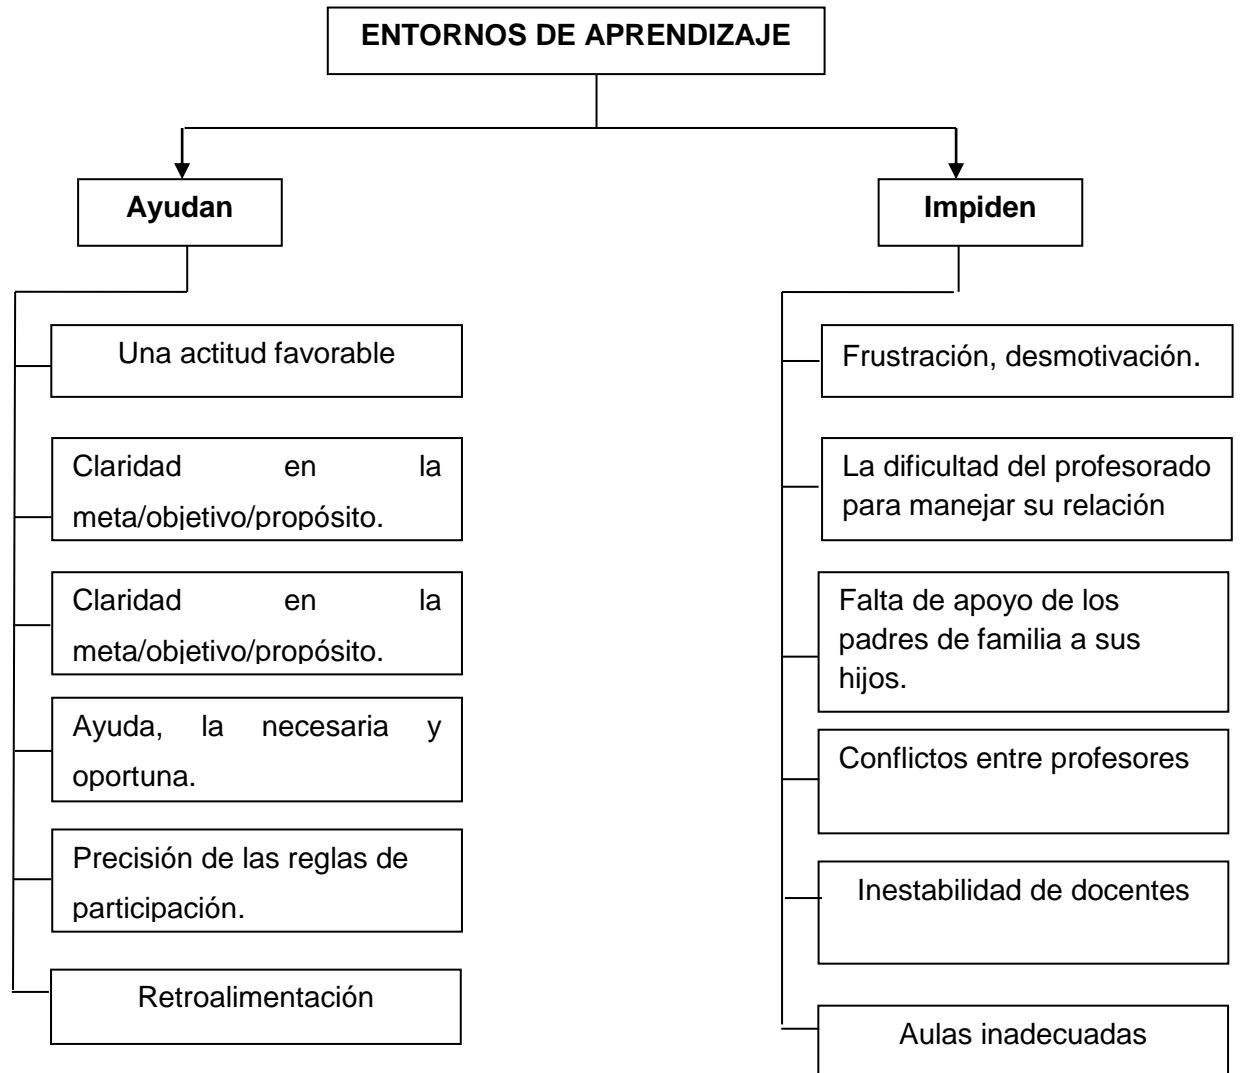 ENTORNOS DE APRENDIZAJE
Ayudan
Impiden
Una actitud favorable
Claridad en la
meta/objetivo/propósito.
Claridad en la
meta/objetivo/propósito.
Ayuda, la necesaria y
oportuna.
Precisión de las reglas de
participación.
Retroalimentación
Frustración, desmotivación.
La dificultad del profesorado
para manejar su relación
Falta de apoyo de los
padres de familia a sus
hijos.
Conflictos entre profesores
Inestabilidad de docentes
Aulas inadecuadas